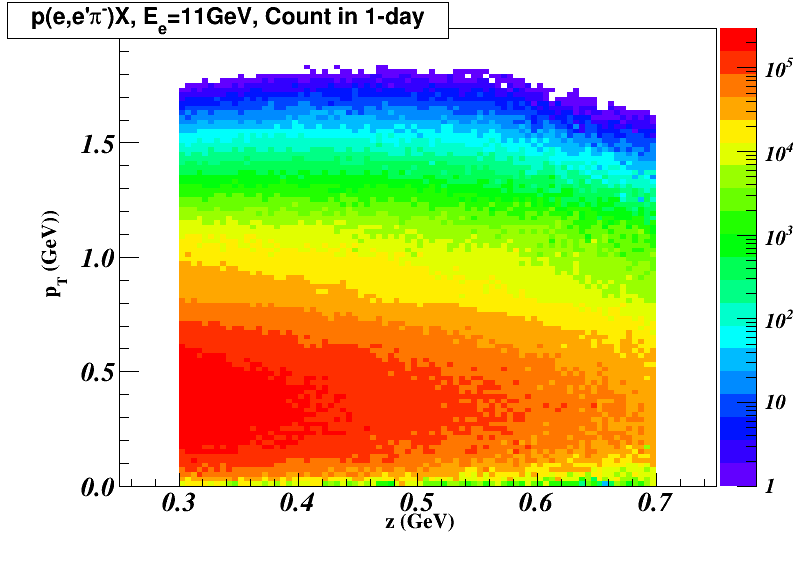 p(e,e'π⁻)X, Eₑ=11GeV, Count in 1-day
p_T (GeV))
1.5
1.0
0.5
0.0
0.3 0.4 0.5 0.6 0.7
z (GeV)
10⁵
10⁴
10³
10²
10
1